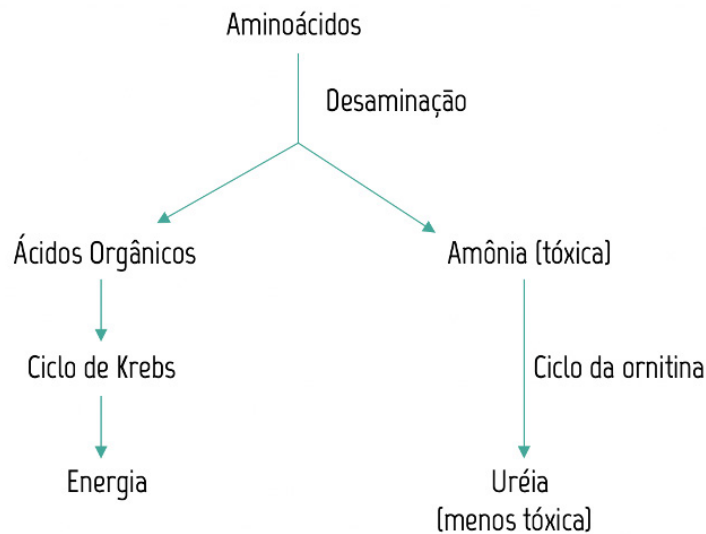 Aminoácidos
Desaminação
Ácidos Orgânicos
Amônia (tóxica)
Ciclo de Krebs
Ciclo da ornitina
Energia
Uréia
(menos tóxica)